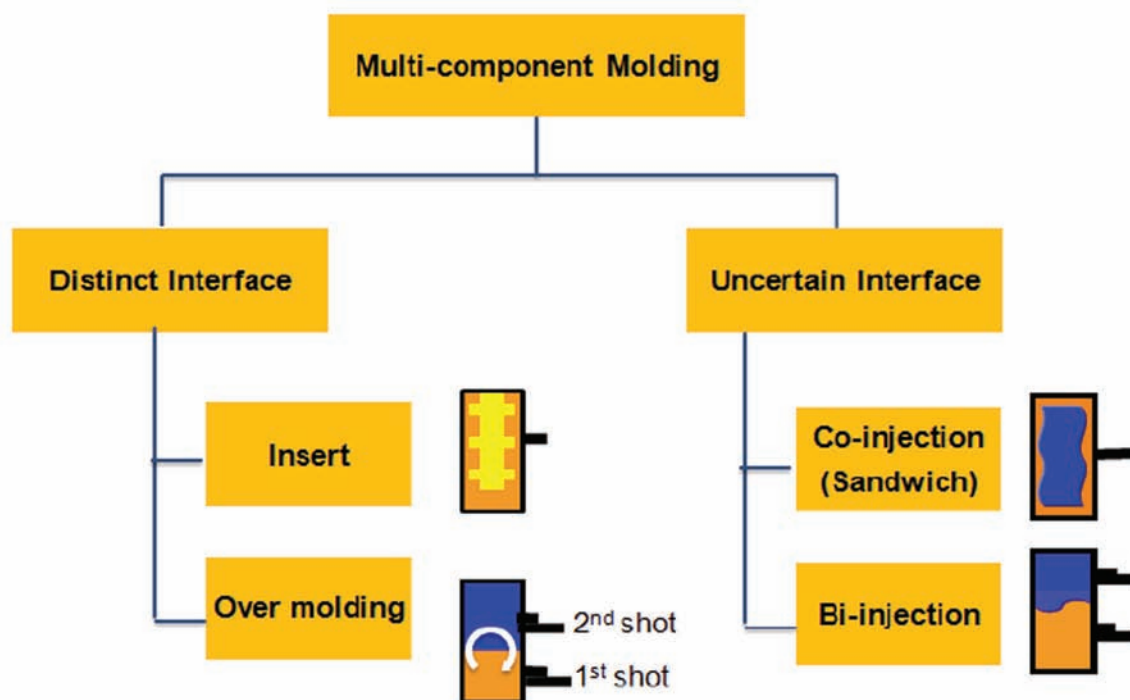 Multi-component Molding
Distinct Interface
Uncertain Interface
Insert
Co-injection
(Sandwich)
Over molding
2nd shot
1st shot
Bi-injection